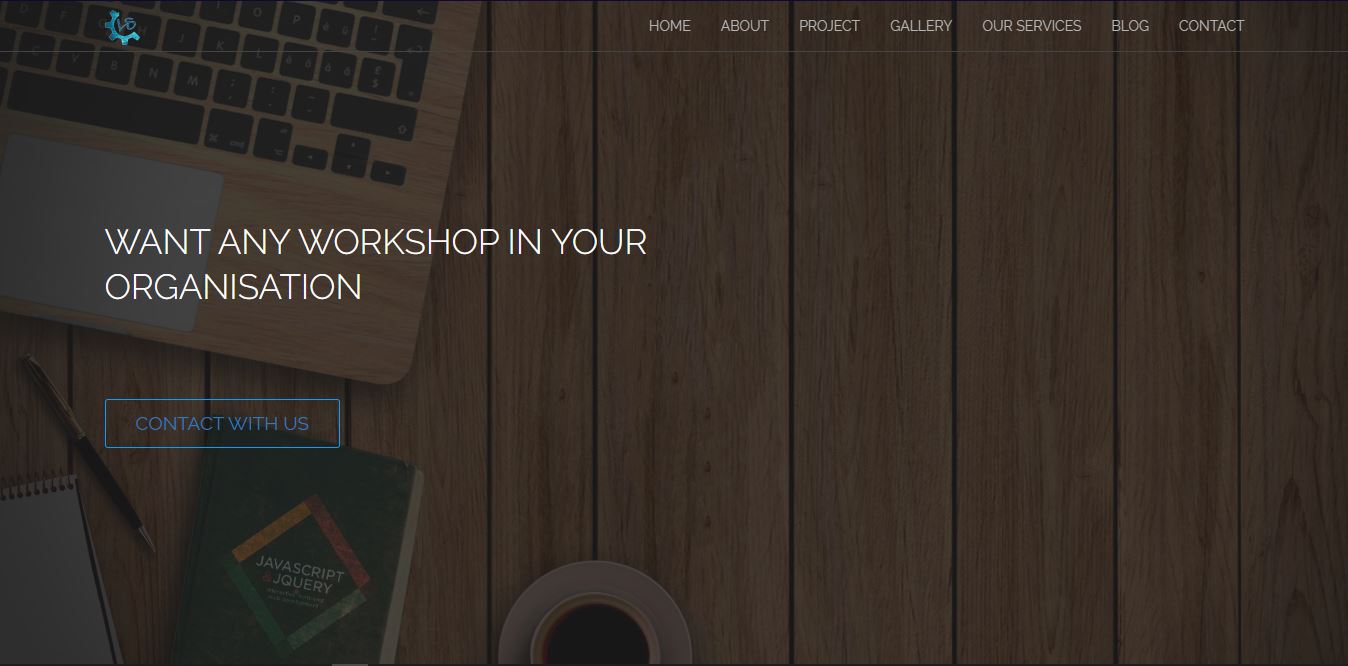 HOME ABOUT PROJECT GALLERY OUR SERVICES BLOG CONTACT
WANT ANY WORKSHOP IN YOUR
ORGANISATION
CONTACT WITH US
JAVASCRIPT
& JQUERY